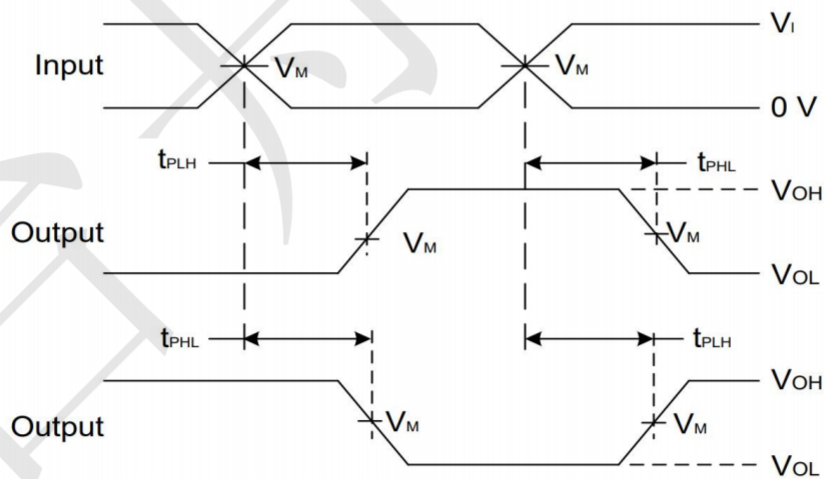 VI
Input VM VM
0 V
tPLH tPHL
VOH
Output VM VM
VOL
tPHL tPLH
VOH
Output VM VM
VOL